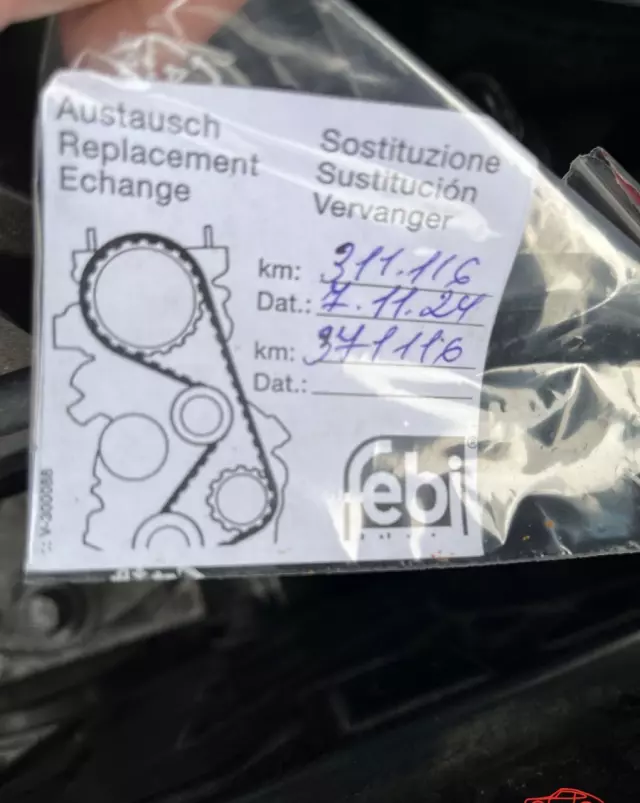 Austausch
Replacement
Echange
Sostituzione
Sustitución
Vervanger
km: 311.116
Dat.: 7.11.24
km: 371116
Dat.:
febi